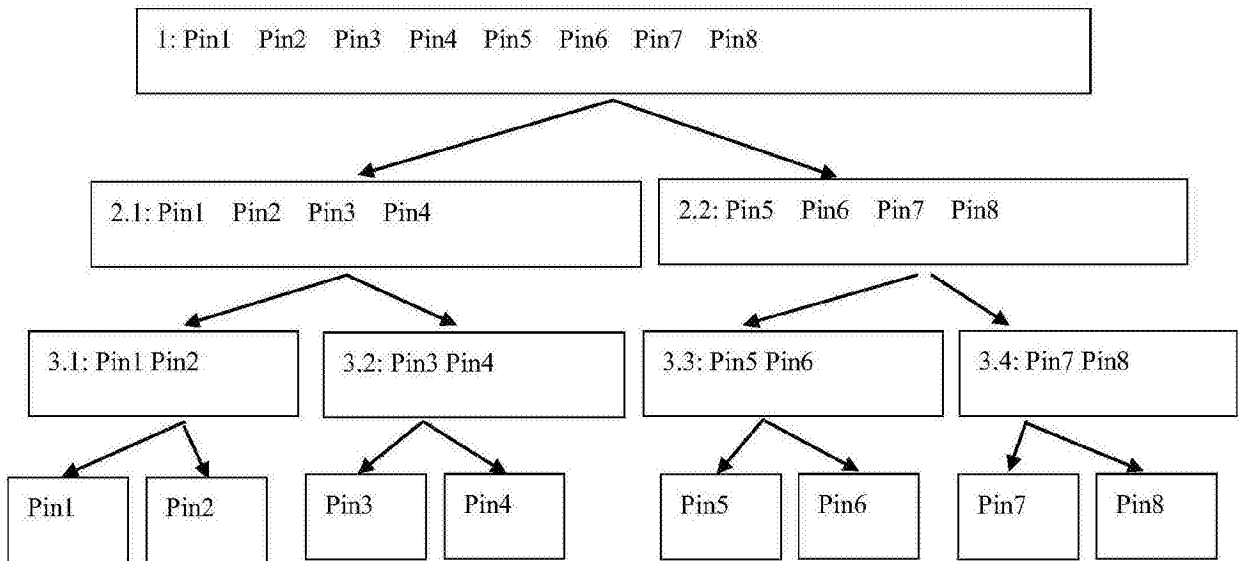 1: Pin1 Pin2 Pin3 Pin4 Pin5 Pin6 Pin7 Pin8
2.1: Pin1 Pin2 Pin3 Pin4
2.2: Pin5 Pin6 Pin7 Pin8
3.1: Pin1 Pin2
3.2: Pin3 Pin4
3.3: Pin5 Pin6
3.4: Pin7 Pin8
Pin1
Pin2
Pin3
Pin4
Pin5
Pin6
Pin7
Pin8